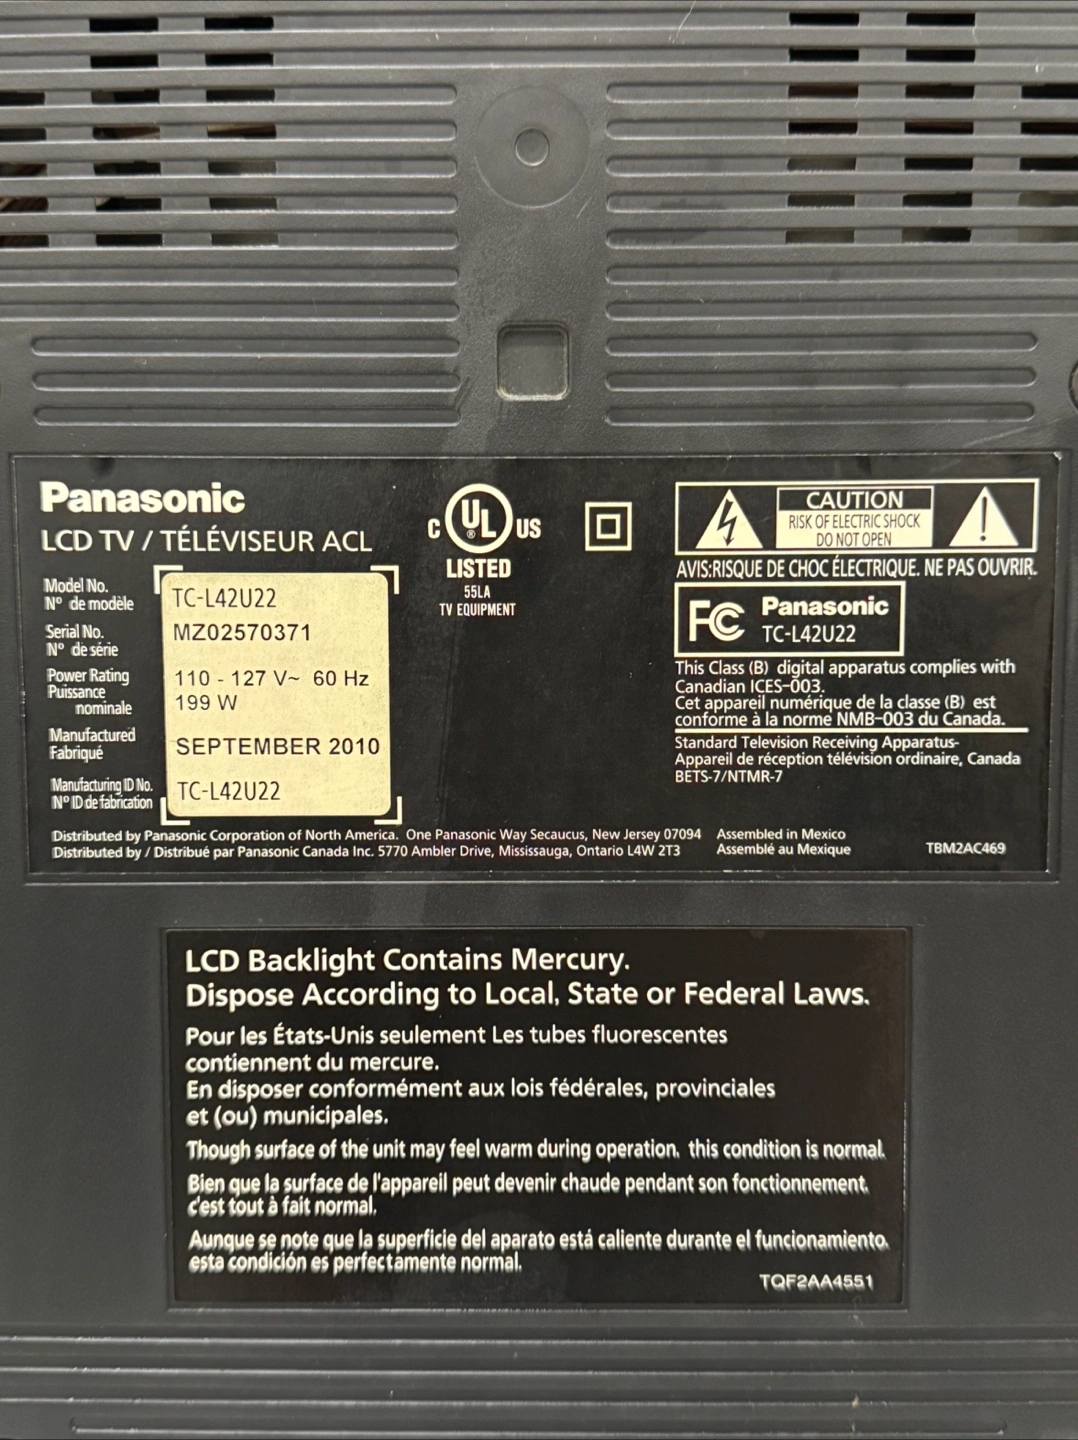 Panasonic
LCD TV / TÉLÉVISEUR ACL
Model No.
N° de modèle
TC-L42U22
Serial No.
N° de série
MZ02570371
Power Rating
Puissance
nominale
110 - 127 V~ 60 Hz
199 W
Manufactured
Fabriqué
SEPTEMBER 2010
Manufacturing ID No.
N° ID de fabrication
TC-L42U22
C UL ® US
LISTED
55LA
TV EQUIPMENT
CAUTION
RISK OF ELECTRIC SHOCK
DO NOT OPEN
AVIS:RISQUE DE CHOC ÉLECTRIQUE. NE PAS OUVRIR.
FC Panasonic
TC-L42U22
This Class (B) digital apparatus complies with
Canadian ICES-003.
Cet appareil numérique de la classe (B) est
conforme à la norme NMB-003 du Canada.
Standard Television Receiving Apparatus-
Appareil de réception télévision ordinaire, Canada
BETS-7/NTMR-7
Distributed by Panasonic Corporation of North America. One Panasonic Way Secaucus, New Jersey 07094
Distributed by / Distribué par Panasonic Canada Inc. 5770 Ambler Drive, Mississauga, Ontario L4W 2T3
Assembled in Mexico
Assemblé au Mexique
TBM2AC469
LCD Backlight Contains Mercury.
Dispose According to Local, State or Federal Laws.
Pour les États-Unis seulement Les tubes fluorescentes
contiennent du mercure.
En disposer conformément aux lois fédérales, provinciales
et (ou) municipales.
Though surface of the unit may feel warm during operation, this condition is normal.
Bien que la surface de l'appareil peut devenir chaude pendant son fonctionnement,
c'est tout à fait normal.
Aunque se note que la superficie del aparato está caliente durante el funcionamiento,
esta condición es perfectamente normal.
TQF2AA4551